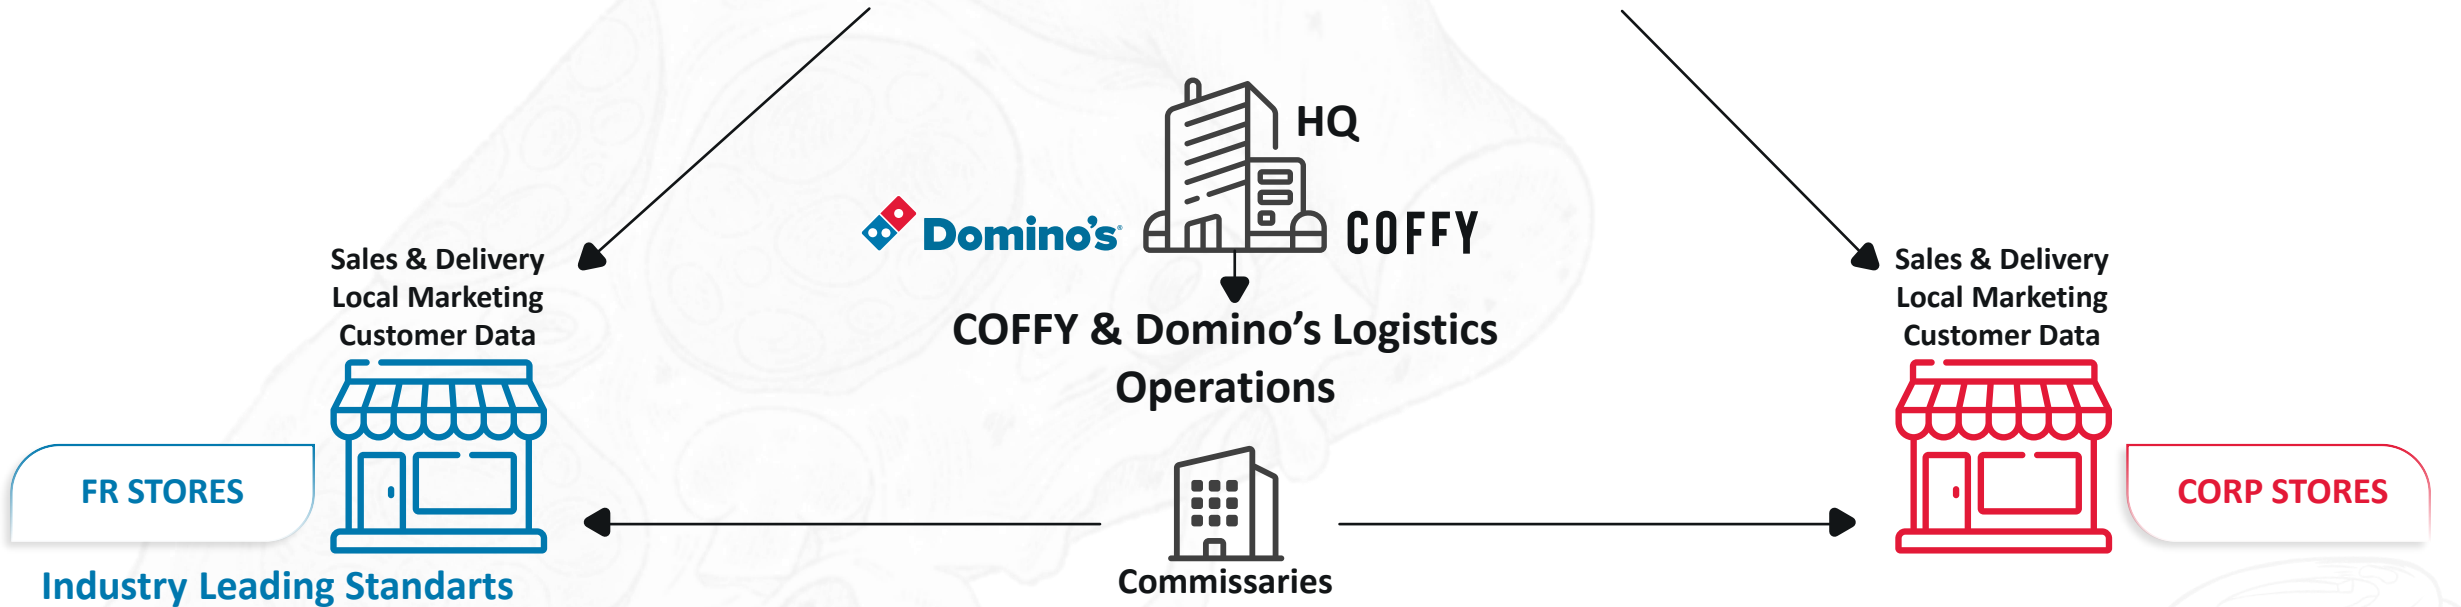 HQ
Domino's
COFFY
Sales & Delivery
Local Marketing
Customer Data
COFFY & Domino’s Logistics
Operations
Sales & Delivery
Local Marketing
Customer Data
FR STORES
CORP STORES
Commissaries
Industry Leading Standarts